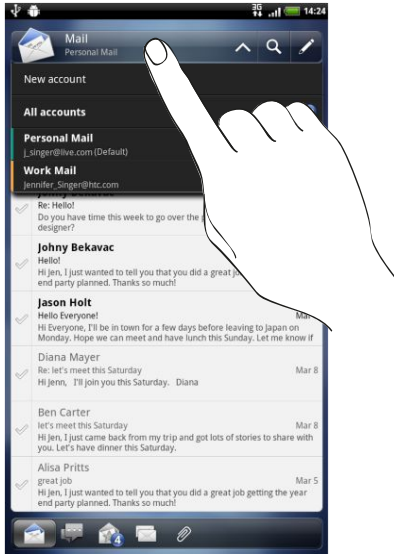 3G
14:24
Mail
Personal Mail
New account
All accounts
Personal Mail
j_singer@live.com (Default)
Work Mail
Jennifer_Singer@htc.com
Re: Hello!
Do you have time this week to go over the
designer?
Johny Bekavac
Hello!
Hi Jen, I just wanted to tell you that you did a great
end party planned. Thanks so much!
Jason Holt
Hello Everyone!
Mar
Hi Everyone, I'll be in town for a few days before leaving to Japan on
Monday. Hope we can meet and have lunch this Sunday. Let me know if
Diana Mayer
Re: let's meet this Saturday
Mar 8
Hi Jenn, I'll join you this Saturday. Diana
Ben Carter
let's meet this Saturday
Mar 8
Hi Jen, I just came back from my trip and got lots of stories to share with
you. Let's have dinner this Saturday.
Alisa Pritts
great job
Mar 5
Hi Jen, I just wanted to tell you that you did a great job getting the year
end party planned. Thanks so much!
4